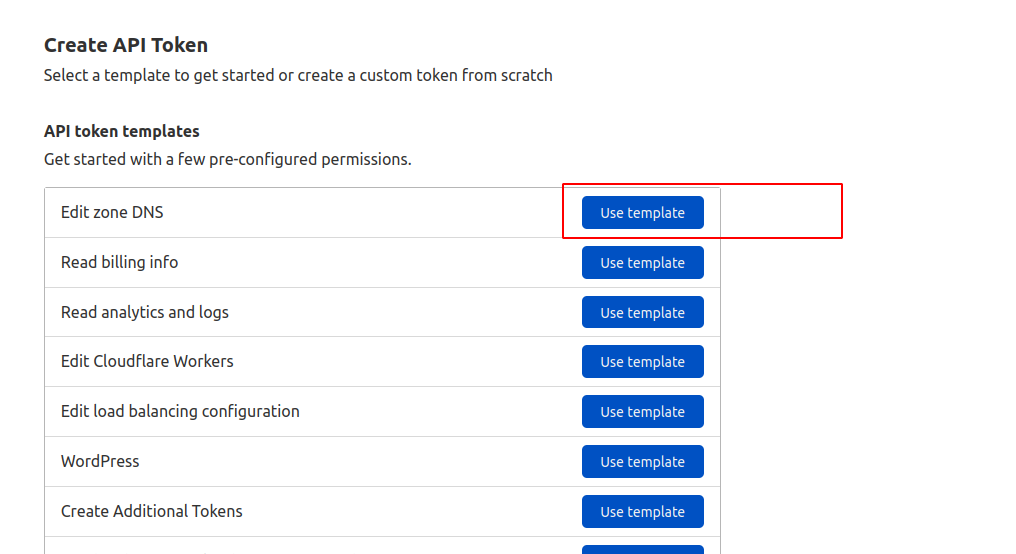 Create API Token
Select a template to get started or create a custom token from scratch
API token templates
Get started with a few pre-configured permissions.
Edit zone DNS Use template
Read billing info Use template
Read analytics and logs Use template
Edit Cloudflare Workers Use template
Edit load balancing configuration Use template
WordPress Use template
Create Additional Tokens Use template